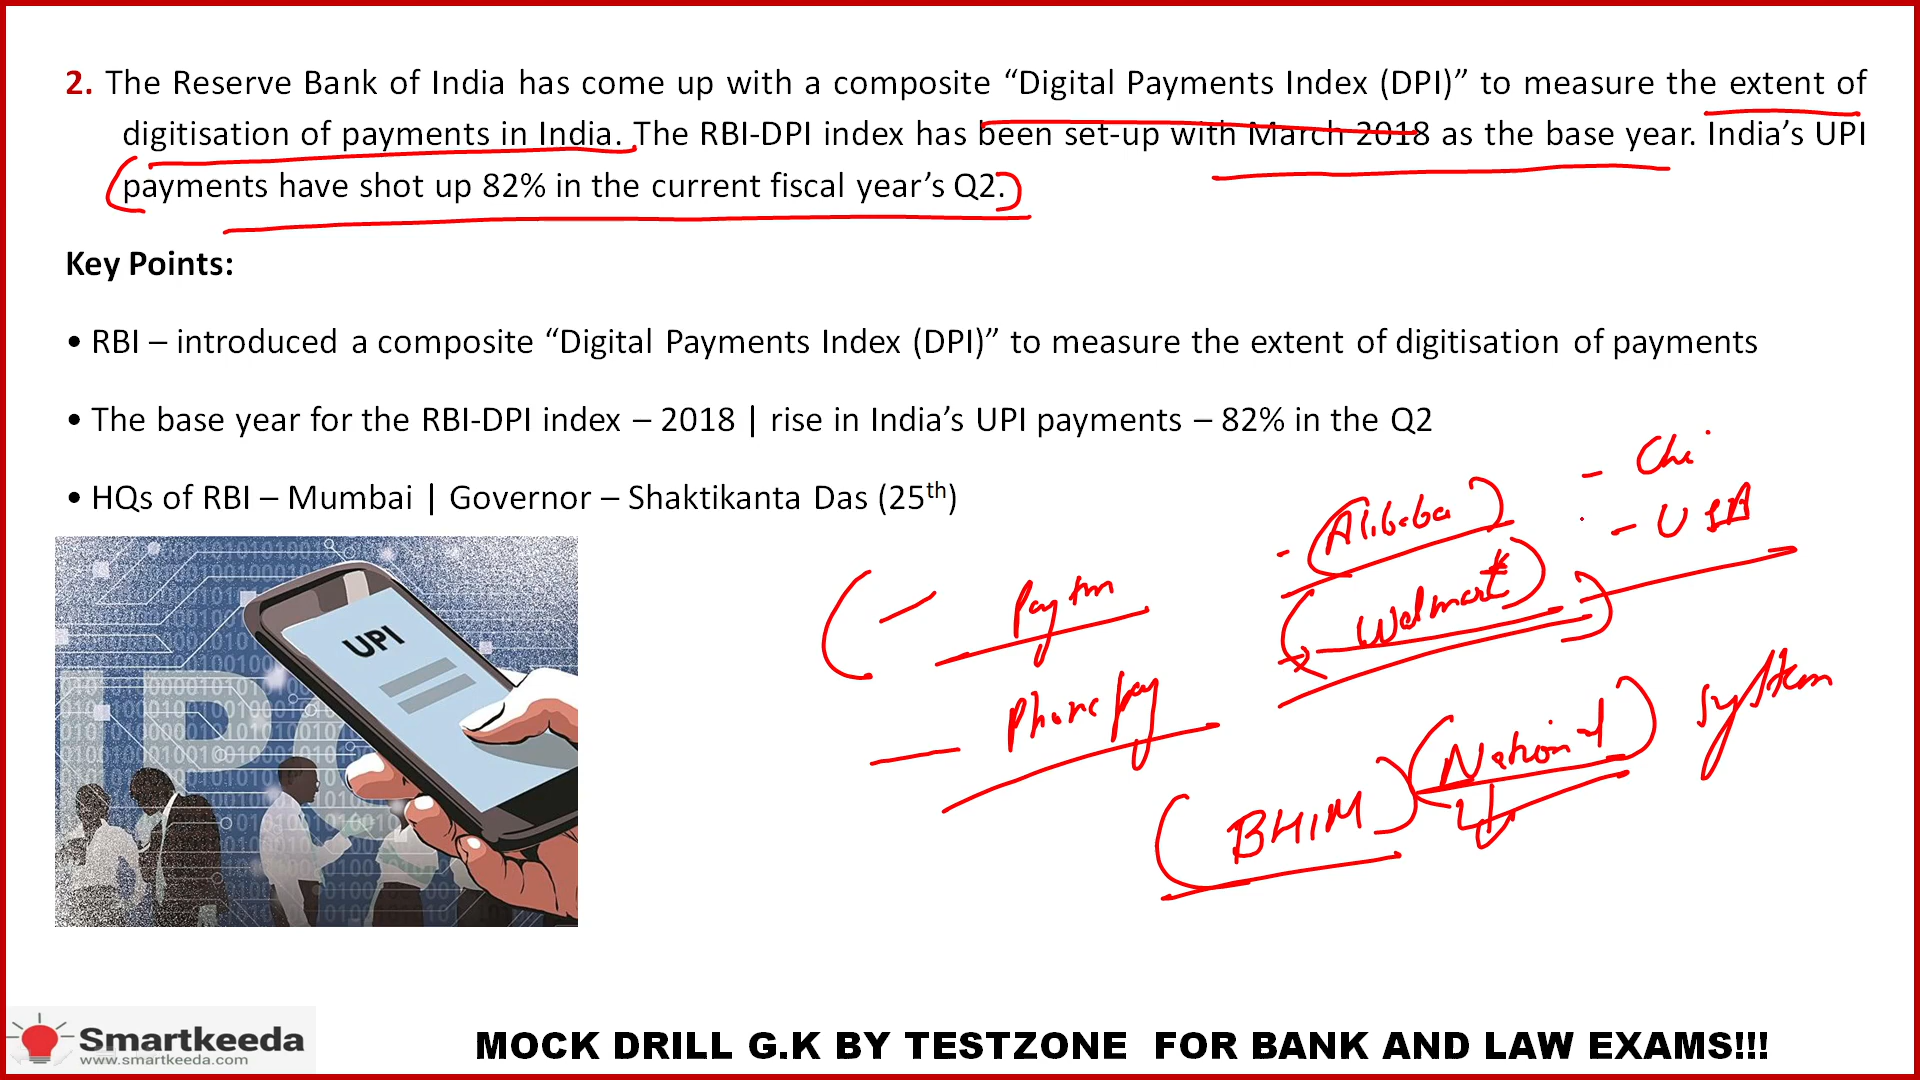 2. The Reserve Bank of India has come up with a composite “Digital Payments Index (DPI)” to measure the extent of
digitisation of payments in India. The RBI-DPI index has been set-up with March 2018 as the base year. India’s UPI
payments have shot up 82% in the current fiscal year’s Q2.
Key Points:
• RBI – introduced a composite “Digital Payments Index (DPI)” to measure the extent of digitisation of payments
• The base year for the RBI-DPI index – 2018 | rise in India’s UPI payments – 82% in the Q2
• HQs of RBI – Mumbai | Governor – Shaktikanta Das (25th)
- Chi
- USA
- Alibaba
Walmart
- Paytm
- Phonepay
National system
BHIM
UPI
Smartkeeda
www.smartkeeda.com
MOCK DRILL G.K BY TESTZONE FOR BANK AND LAW EXAMS!!!